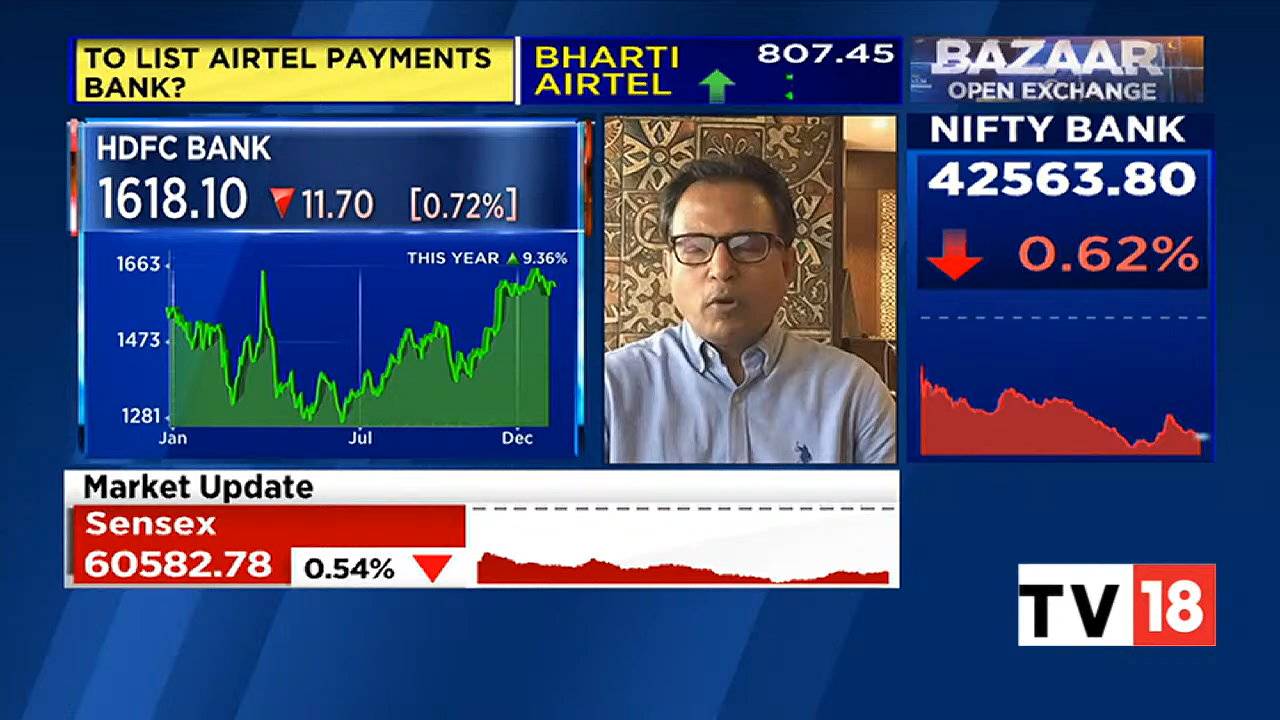 TO LIST AIRTEL PAYMENTS
BANK?
BHARTI
AIRTEL
807.45
BAZAAR
OPEN EXCHANGE
HDFC BANK
1618.10 11.70 [0.72%]
THIS YEAR 9.36%
1663
1473
1281
Jan Jul Dec
NIFTY BANK
42563.80
0.62%
Market Update
Sensex
60582.78 0.54%
TV 18